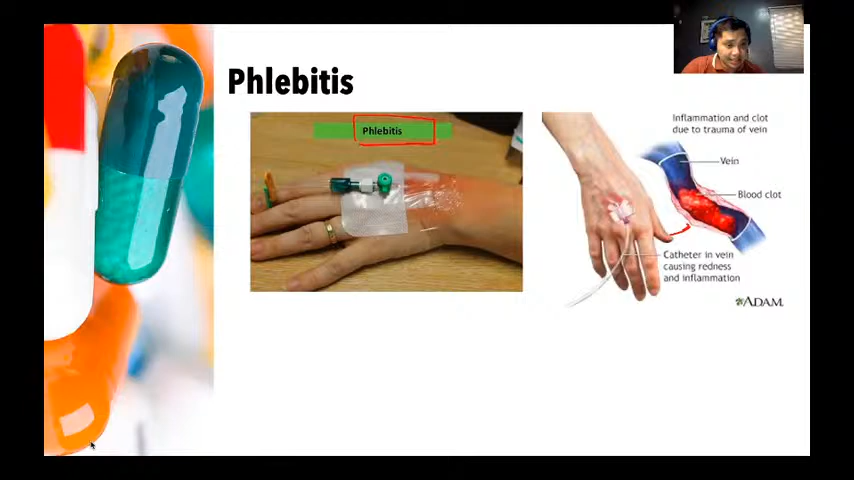 Phlebitis
Phlebitis
Inflammation and clot
due to trauma of vein
Vein
Blood clot
Catheter in vein
causing redness
and inflammation
ADAM.